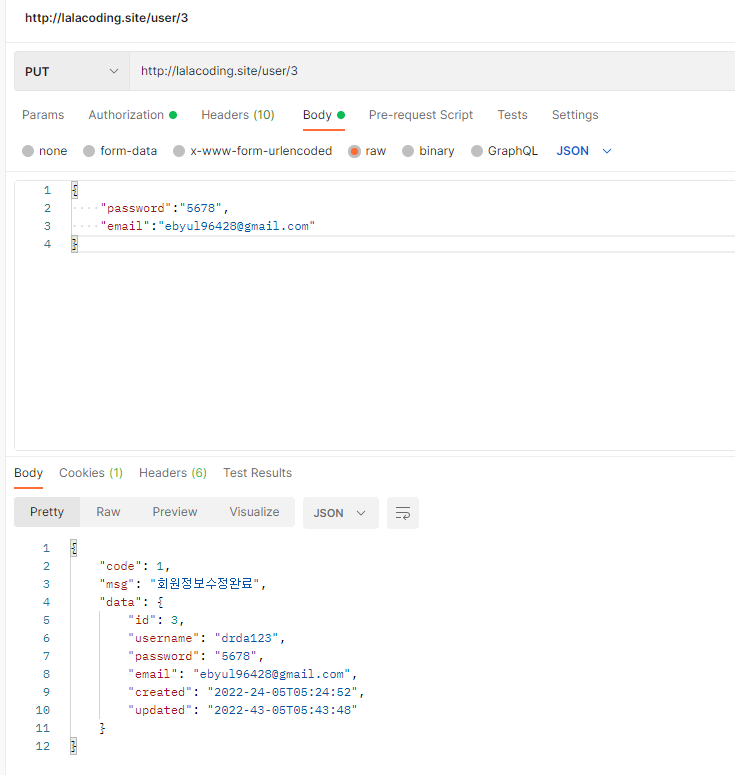 http://lalacoding.site/user/3
PUT http://lalacoding.site/user/3
Params Authorization Headers (10) Body Pre-request Script Tests Settings
none form-data x-www-form-urlencoded raw binary GraphQL JSON
1 {
2 "password":"5678",
3 "email":"ebyul96428@gmail.com"
4 }
Body Cookies (1) Headers (6) Test Results
Pretty Raw Preview Visualize JSON
1 {
2 "code": 1,
3 "msg": "회원정보수정완료",
4 "data": {
5 "id": 3,
6 "username": "drda123",
7 "password": "5678",
8 "email": "ebyul96428@gmail.com",
9 "created": "2022-24-05T05:24:52",
10 "updated": "2022-43-05T05:43:48"
11 }
12 }